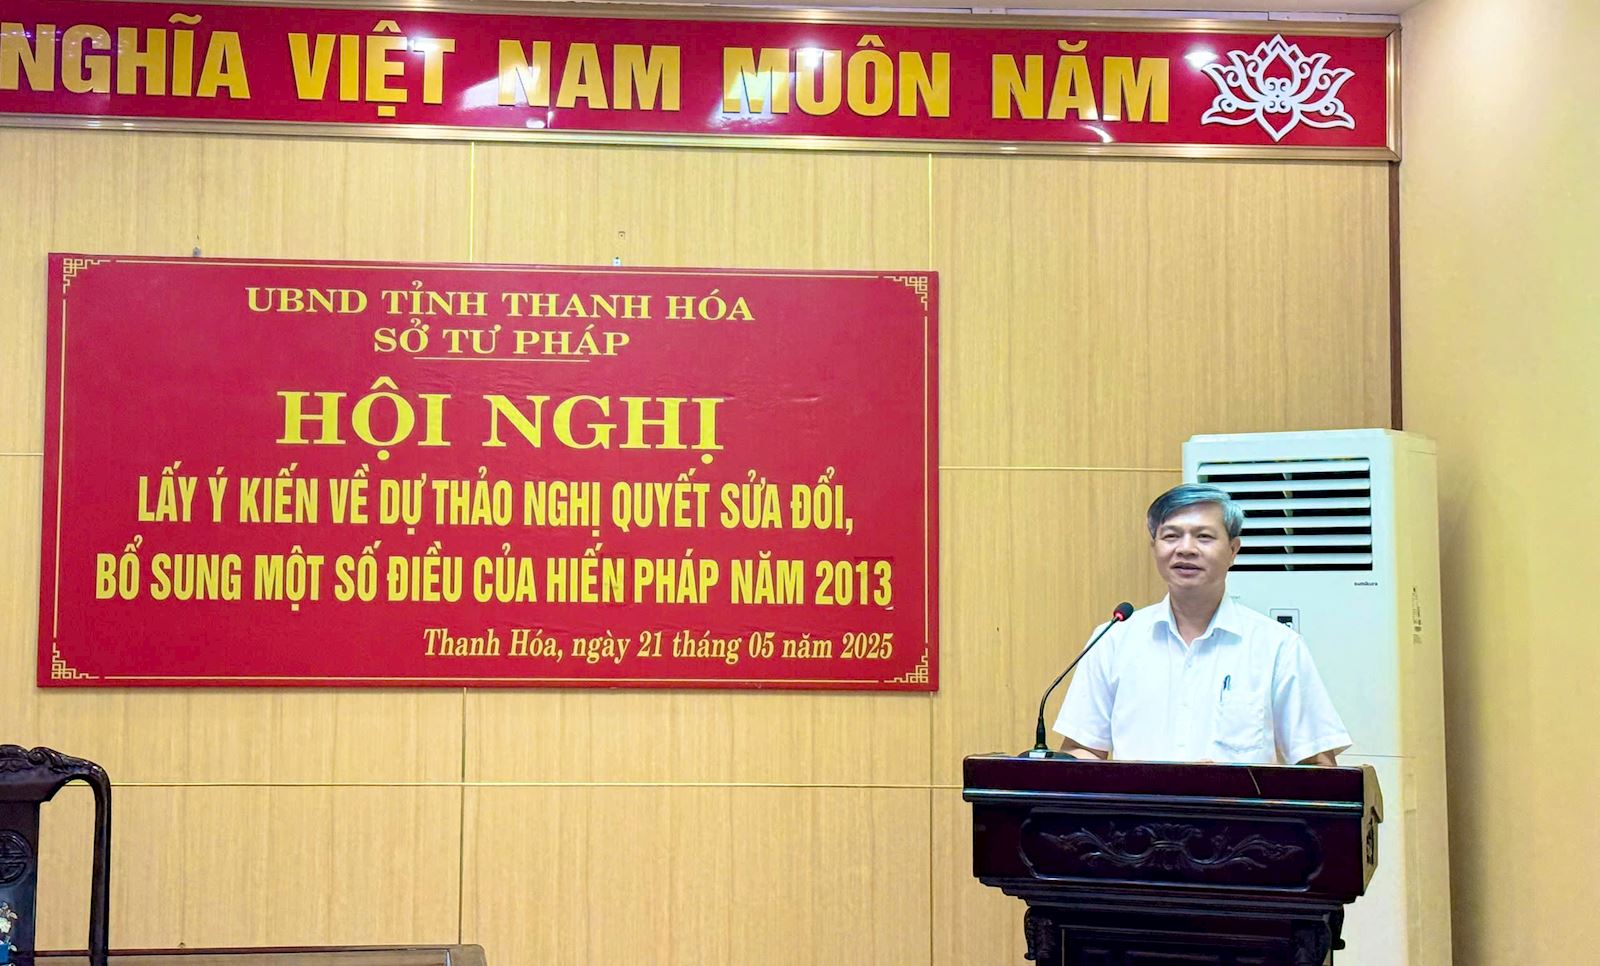 NGHĨA VIỆT NAM MUÔN NĂM
UBND TỈNH THANH HÓA
SỞ TƯ PHÁP
HỘI NGHỊ
LẤY Ý KIẾN VỀ DỰ THẢO NGHỊ QUYẾT SỬA ĐỔI,
BỔ SUNG MỘT SỐ ĐIỀU CỦA HIẾN PHÁP NĂM 2013
Thanh Hóa, ngày 21 tháng 05 năm 2025
sumikura